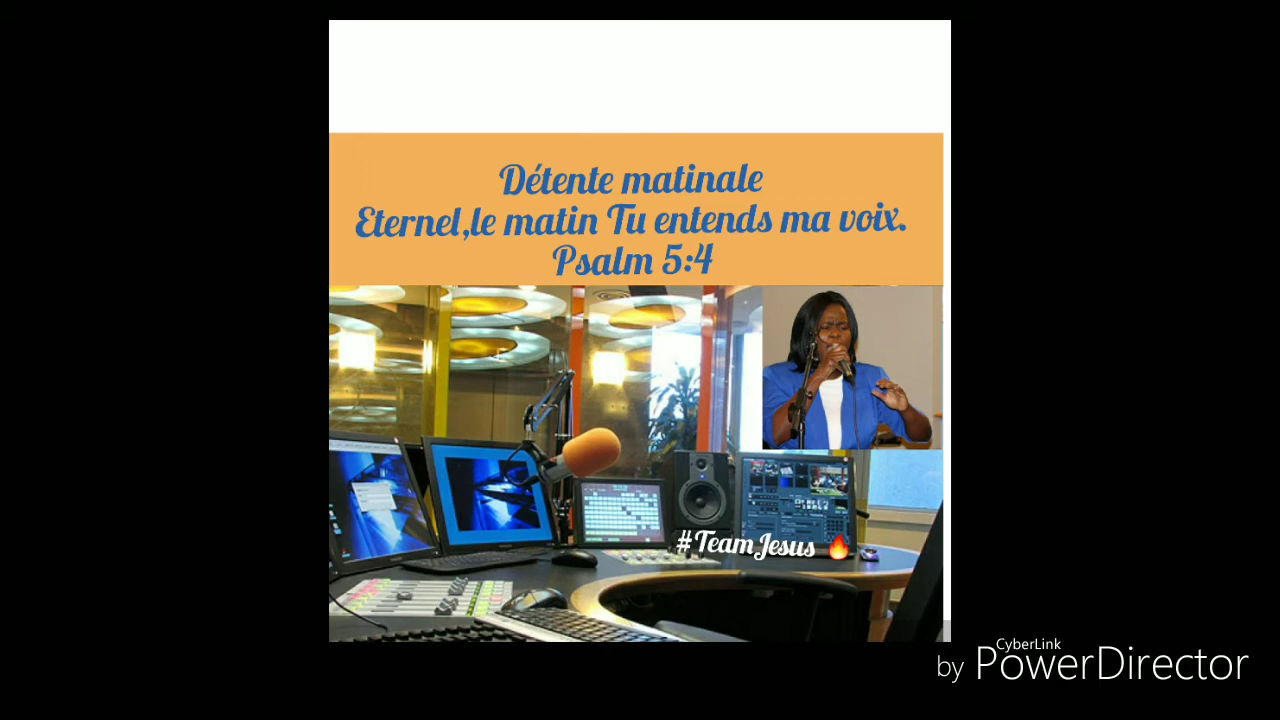 Détente matinale
Eternel,le matin Tu entends ma voix.
Psalm 5:4
#TeamJesus 🔥
CyberLink
by PowerDirector